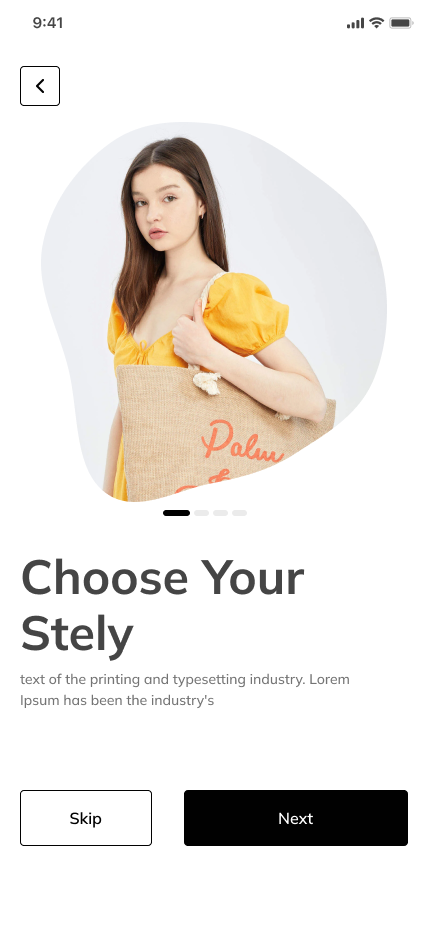 9:41
Palm
Choose Your
Stely
text of the printing and typesetting industry. Lorem
Ipsum has been the industry's
Skip
Next